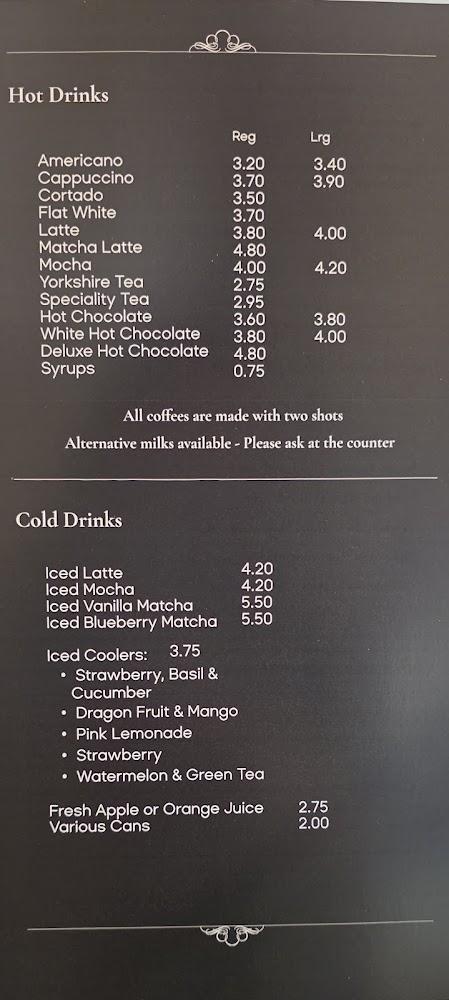 Hot Drinks
Reg Lrg
Americano 3.20 3.40
Cappuccino 3.70 3.90
Cortado 3.50
Flat White 3.70
Latte 3.80 4.00
Matcha Latte 4.80
Mocha 4.00 4.20
Yorkshire Tea 2.75
Speciality Tea 2.95
Hot Chocolate 3.60 3.80
White Hot Chocolate 3.80 4.00
Deluxe Hot Chocolate 4.80
Syrups 0.75
All coffees are made with two shots
Alternative milks available - Please ask at the counter
Cold Drinks
Iced Latte 4.20
Iced Mocha 4.20
Iced Vanilla Matcha 5.50
Iced Blueberry Matcha 5.50
Iced Coolers: 3.75
• Strawberry, Basil &
Cucumber
• Dragon Fruit & Mango
• Pink Lemonade
• Strawberry
• Watermelon & Green Tea
Fresh Apple or Orange Juice 2.75
Various Cans 2.00